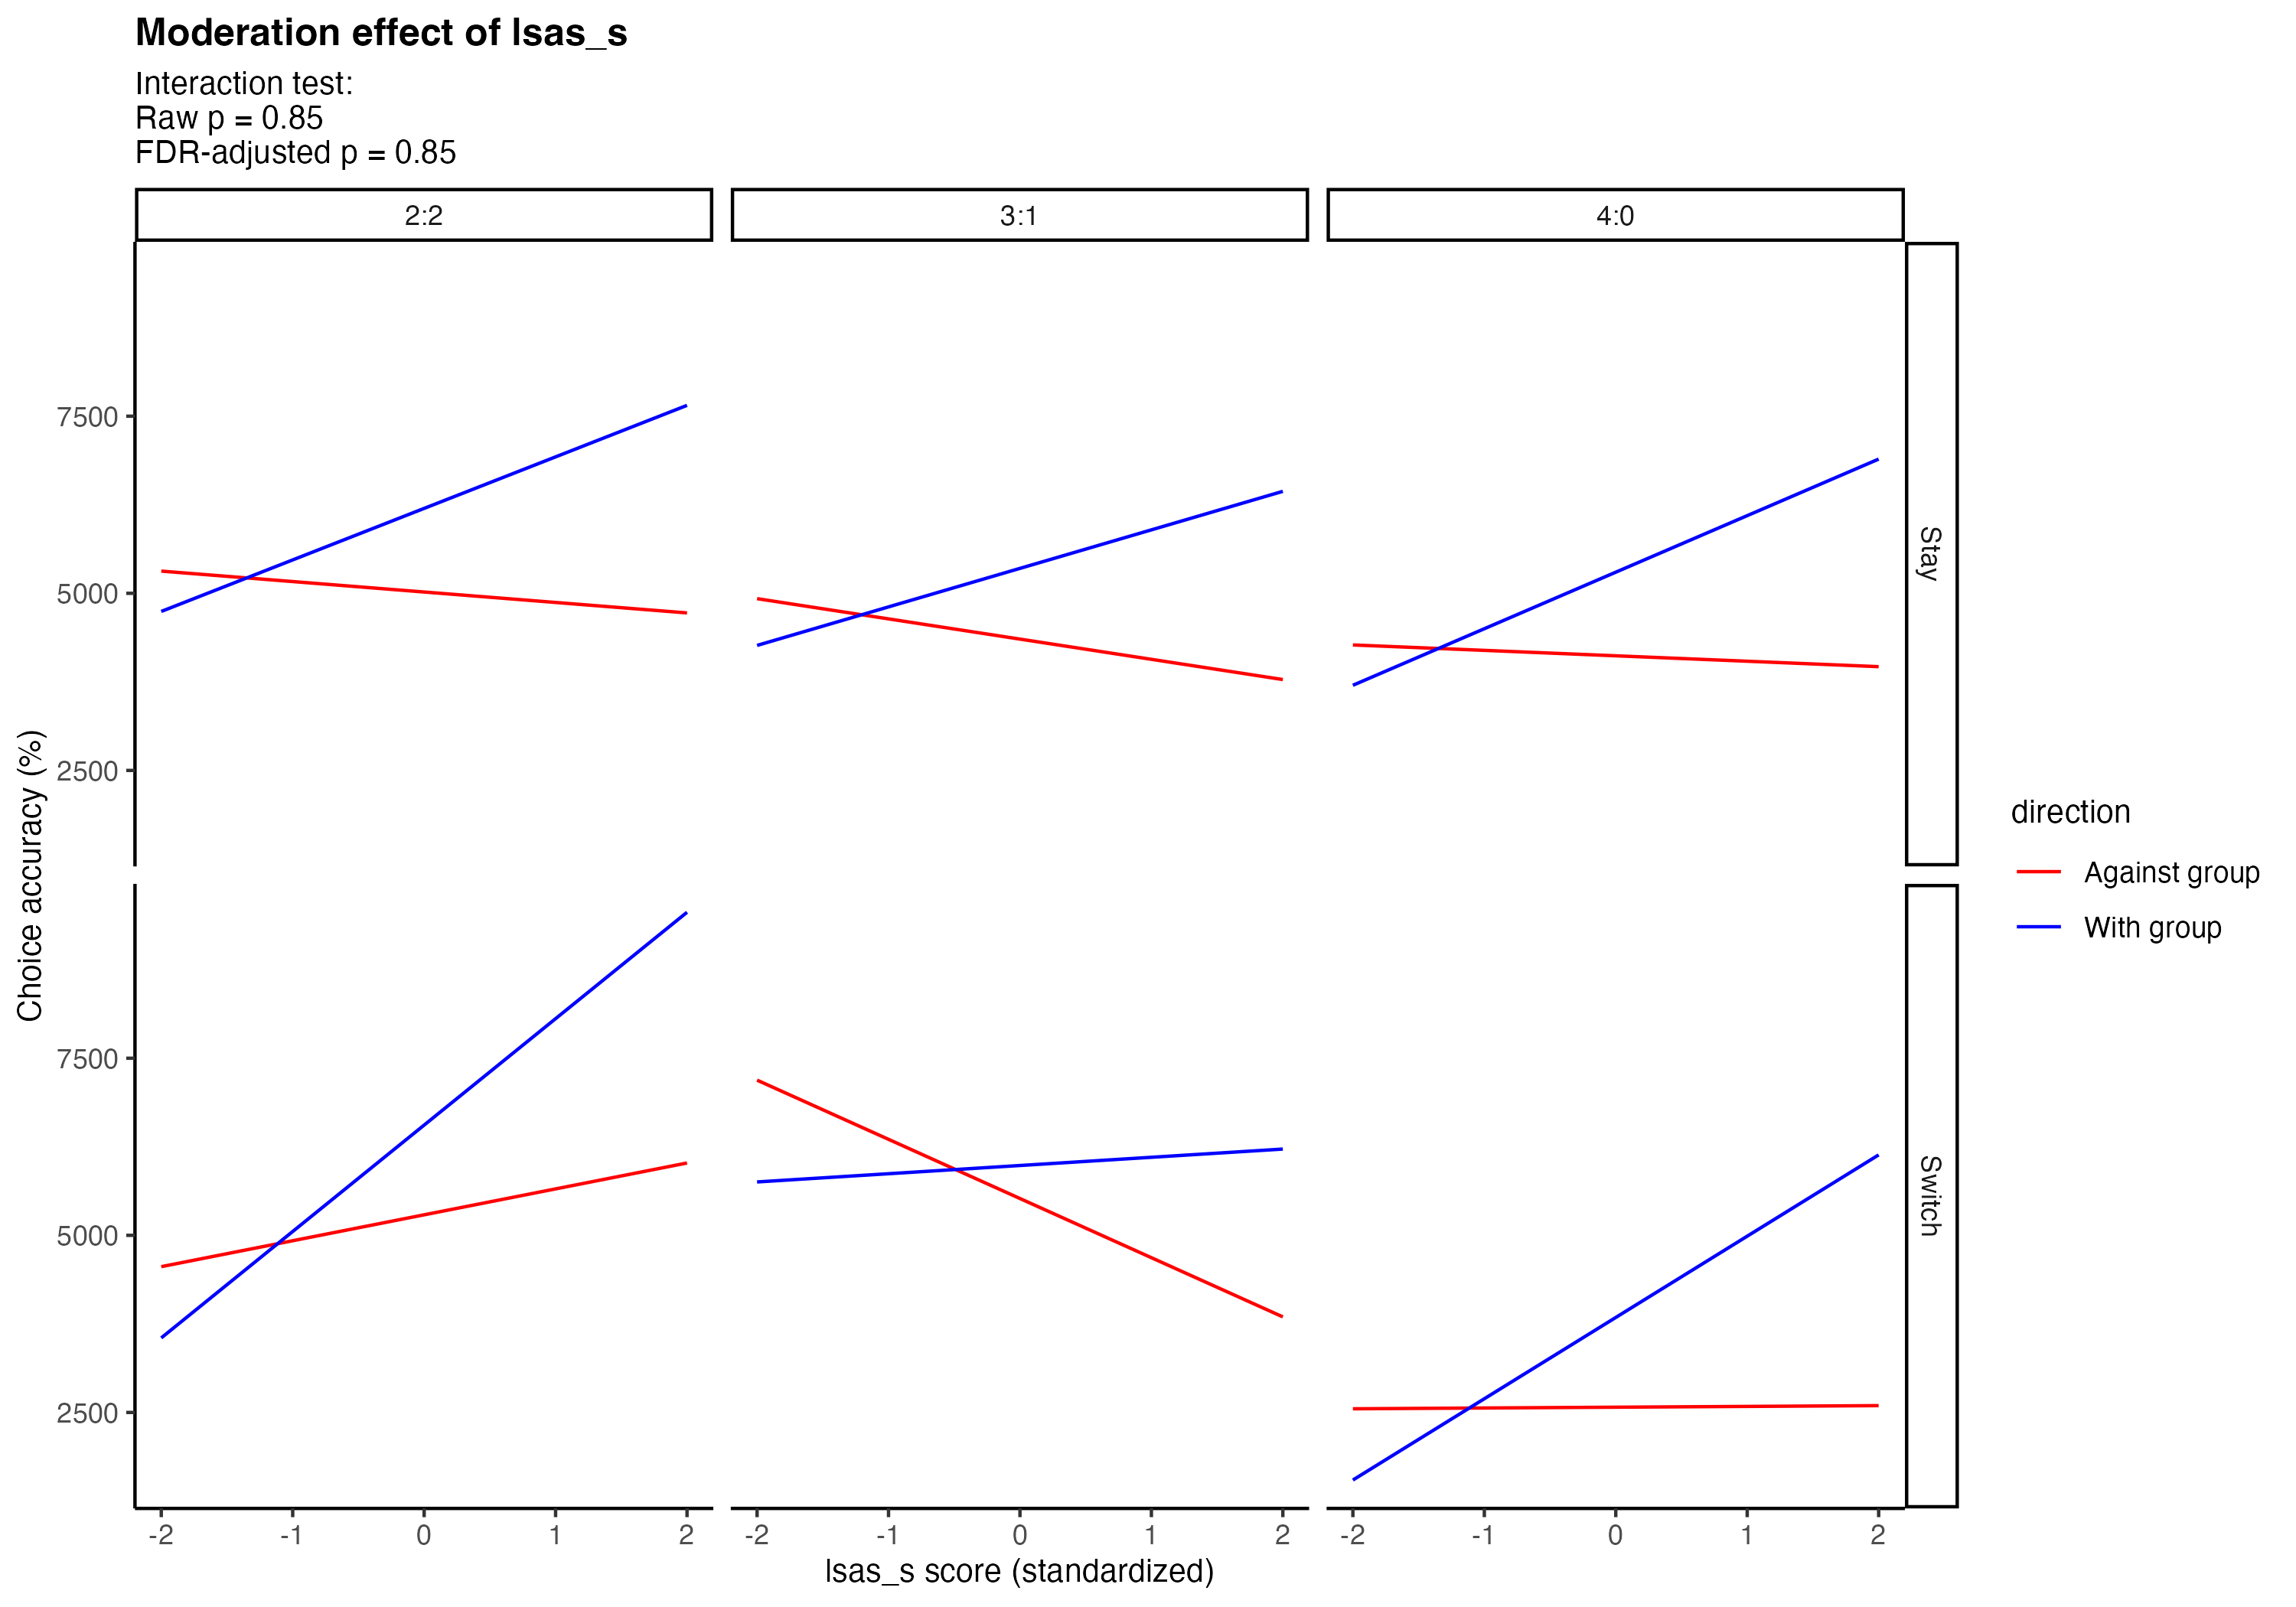 Moderation effect of lsas_s
Interaction test:
Raw p = 0.85
FDR-adjusted p = 0.85
2:2
3:1
4:0
Stay
Switch
Choice accuracy (%)
7500
5000
2500
7500
5000
2500
-2 -1 0 1 2
-2 -1 0 1 2
-2 -1 0 1 2
lsas_s score (standardized)
direction
Against group
With group